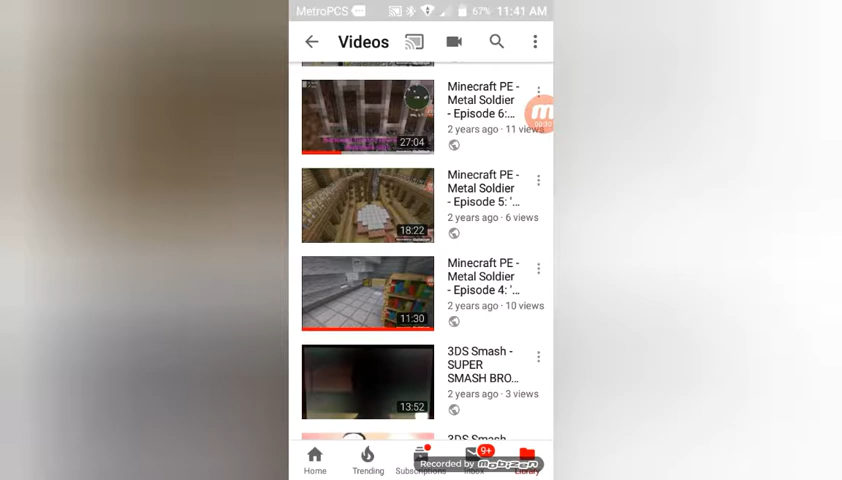 MetroPCS 67% 11:41 AM
Videos
Minecraft PE -
Metal Soldier
- Episode 6:...
2 years ago · 11 views
27:04
Minecraft PE -
Metal Soldier
- Episode 5: '...
2 years ago · 6 views
18:22
Minecraft PE -
Metal Soldier
- Episode 4: '...
2 years ago · 10 views
11:30
3DS Smash -
SUPER
SMASH BRO...
2 years ago · 3 views
13:52
3DS Smash
9+
Recorded by mobizen
Home Trending Subscriptions Inbox Library